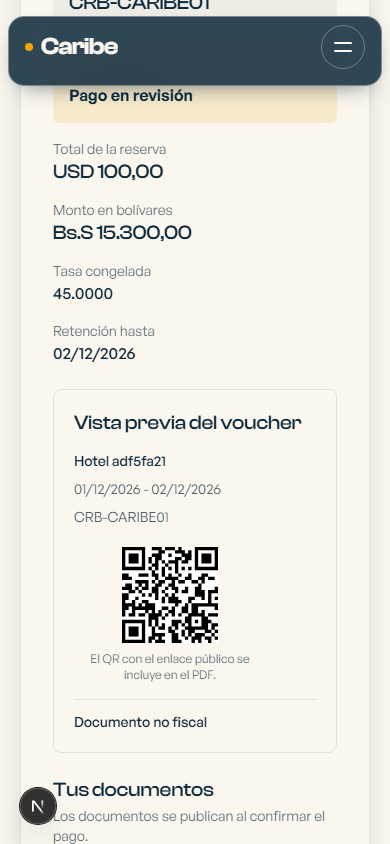 CRB-CARIBE01
Caribe
Pago en revisión
Total de la reserva
USD 100,00
Monto en bolívares
Bs.S 15.300,00
Tasa congelada
45.0000
Retención hasta
02/12/2026
Vista previa del voucher
Hotel adf5fa21
01/12/2026 - 02/12/2026
CRB-CARIBE01
El QR con el enlace público se
incluye en el PDF.
Documento no fiscal
Tus documentos
N
Los documentos se publican al confirmar el
pago.